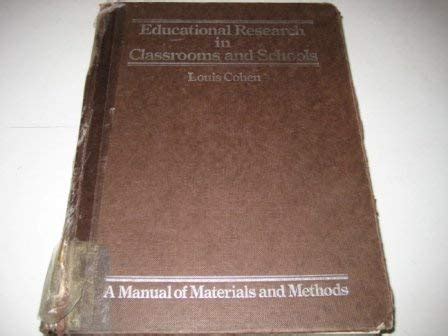 Educational Research
in
Classrooms and Schools
Louis Cohen
A Manual of Materials and Methods